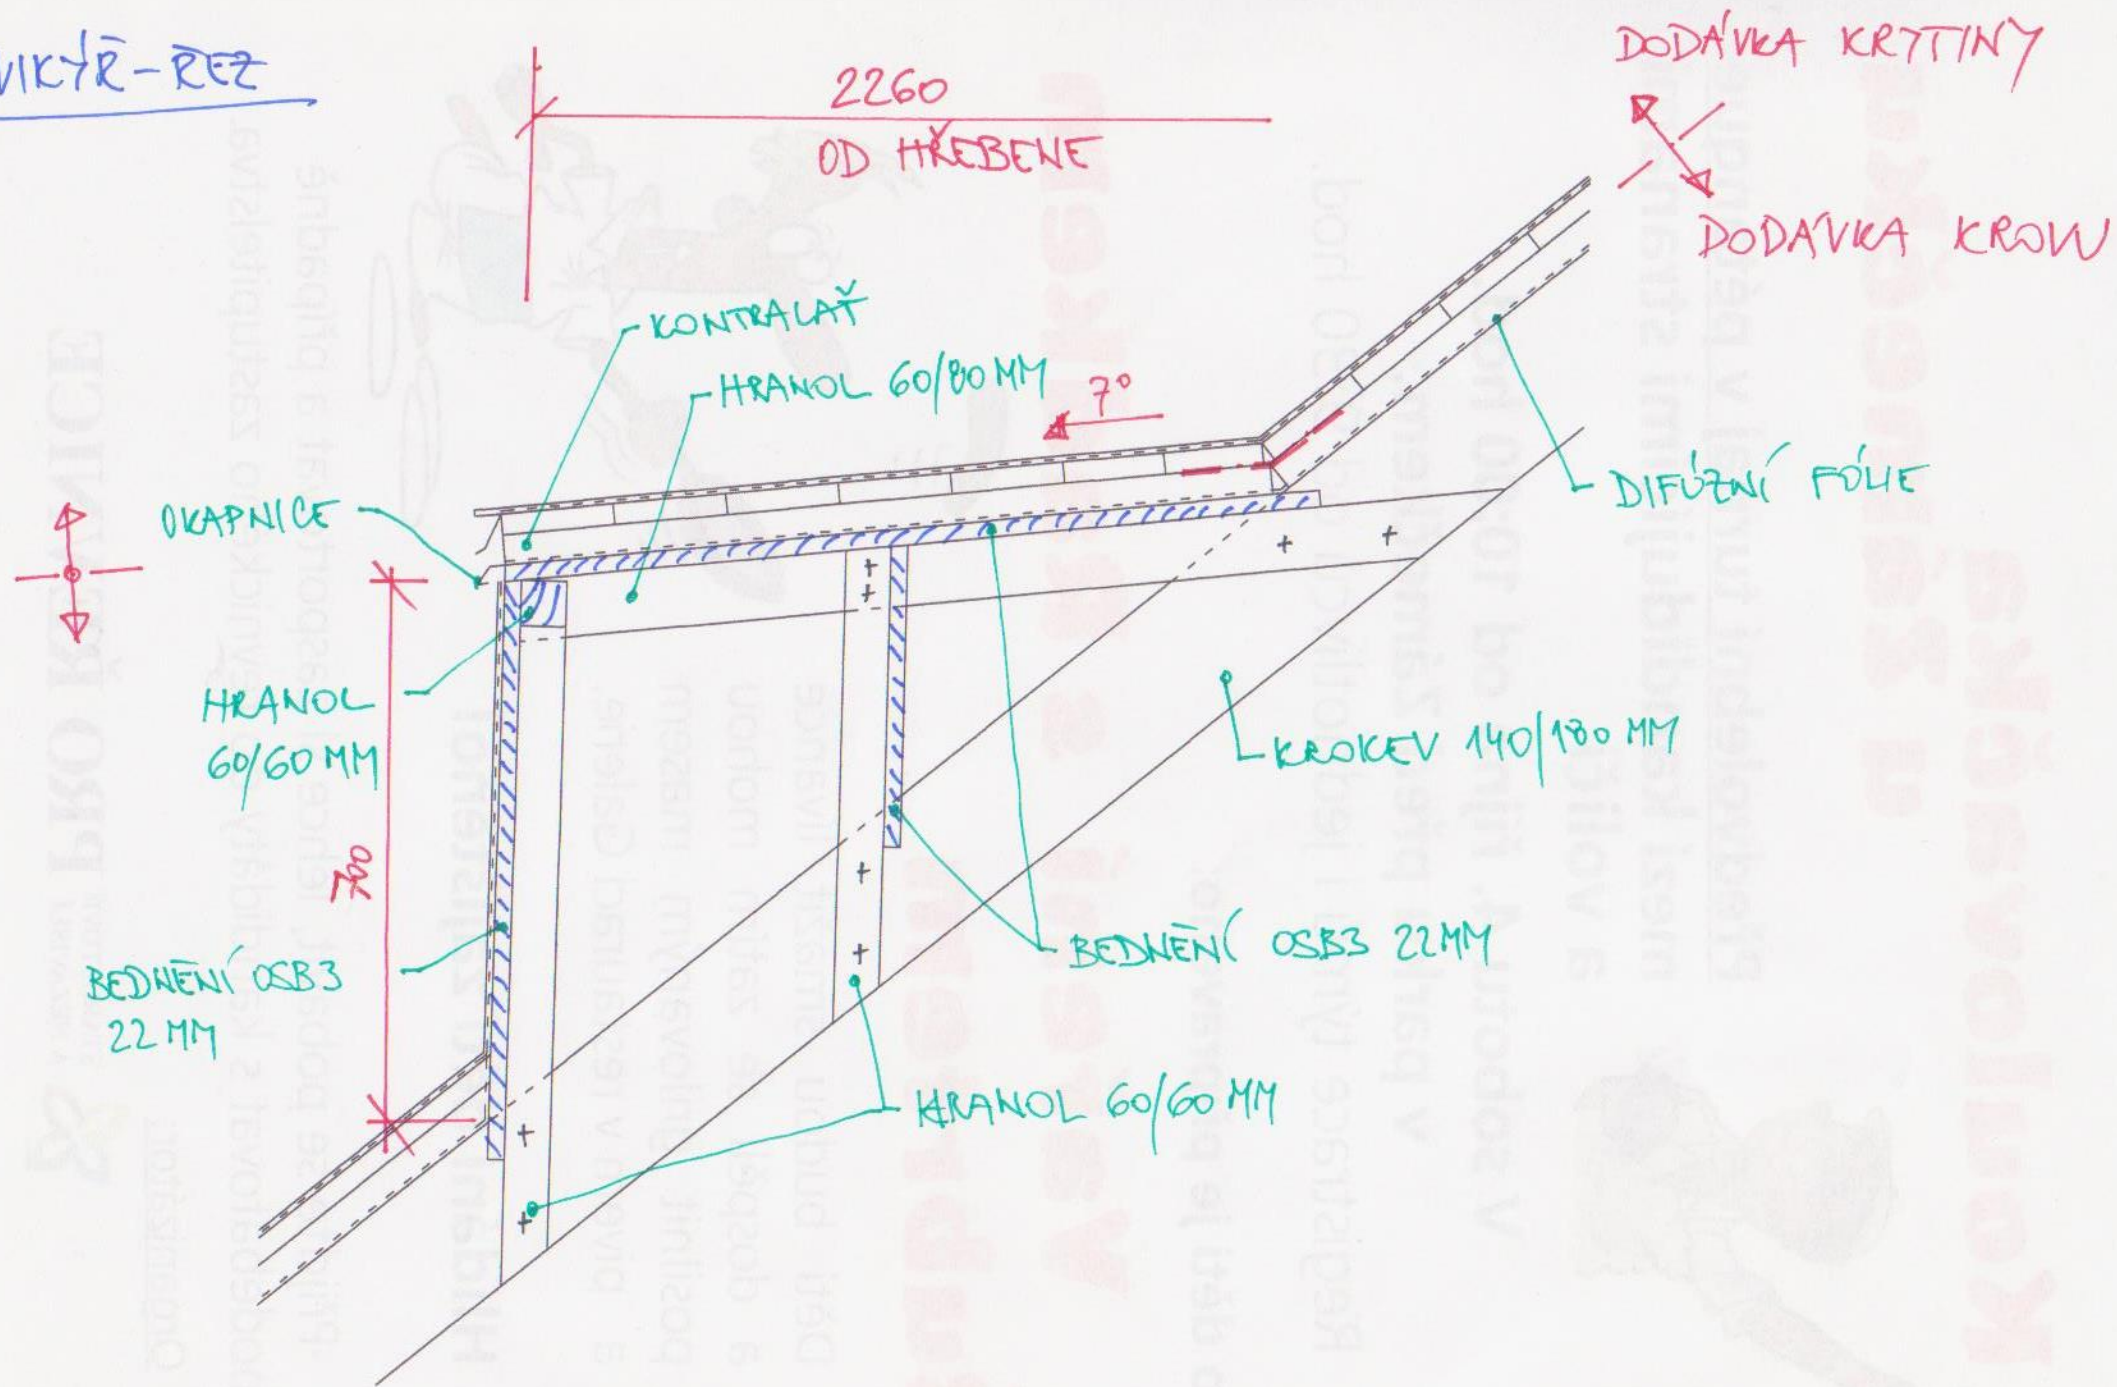 VIKÝŘ-ŘEZ
2260
OD HŘEBENE
DODÁVKA KRYTINY
DODÁVKA KROVU
KONTRALAŤ
HRANOL 60/80 MM
7°
OKAPNICE
DIFÚZNÍ FÓLIE
HRANOL
60/60 MM
KROKEV 140/180 MM
700
BEDNĚNÍ OSB3
22 MM
BEDNĚNÍ OSB3 22MM
HRANOL 60/60 MM